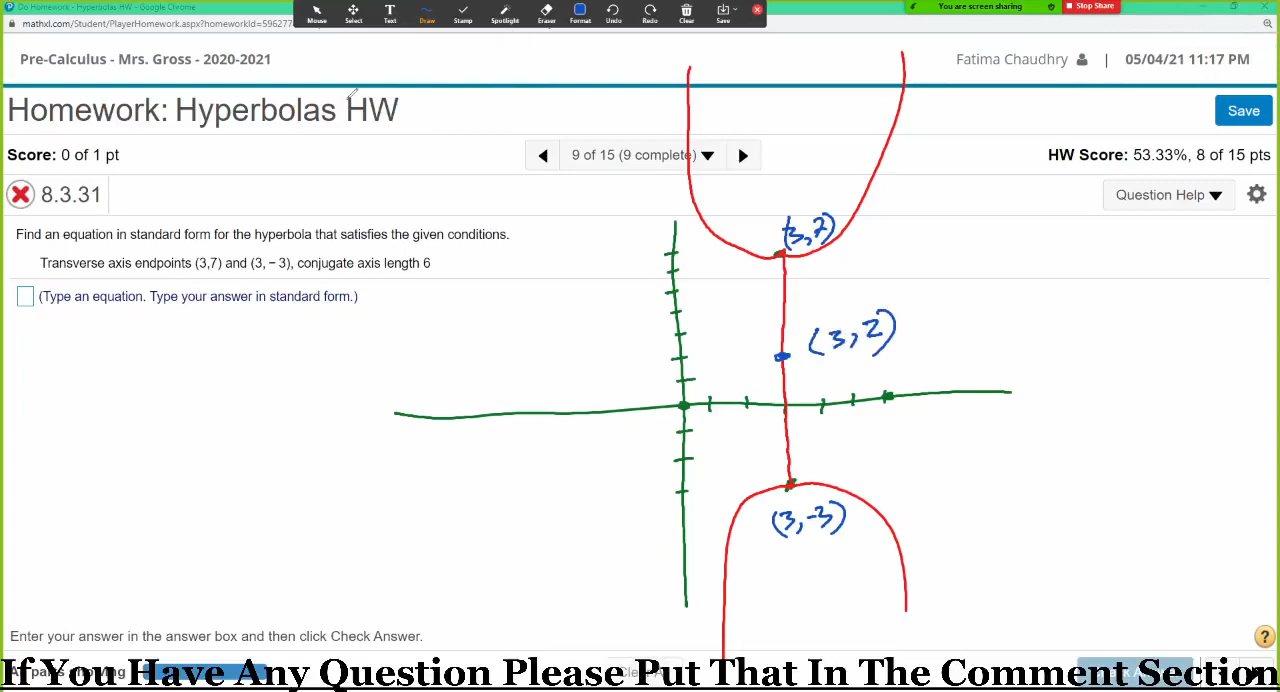 Do Homework - Hyperbolas HW - Google Chrome
mathxl.com/Student/PlayerHomework.aspx?homeworkId=59627
Mouse Select Text Draw Stamp Spotlight Eraser Format Undo Redo Clear Save
You are screen sharing Stop Share
Pre-Calculus - Mrs. Gross - 2020-2021
Fatima Chaudhry | 05/04/21 11:17 PM
Homework: Hyperbolas HW
Save
Score: 0 of 1 pt
9 of 15 (9 complete)
HW Score: 53.33%, 8 of 15 pts
8.3.31
Question Help
Find an equation in standard form for the hyperbola that satisfies the given conditions.
Transverse axis endpoints (3,7) and (3, − 3), conjugate axis length 6
(Type an equation. Type your answer in standard form.)
(3,7)
(3,2)
(3,-3)
Enter your answer in the answer box and then click Check Answer.
?
If You Have Any Question Please Put That In The Comment Section